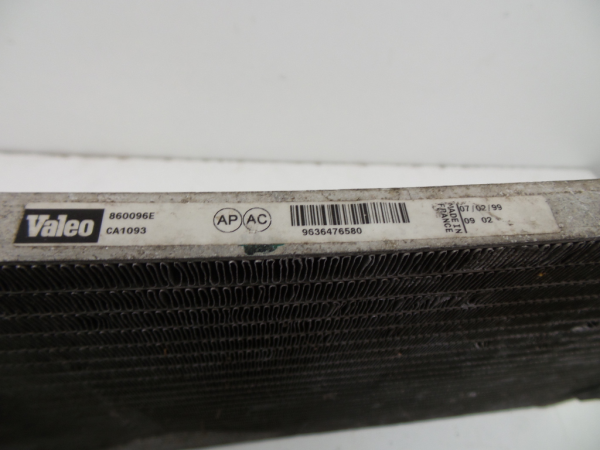 Valeo
860096E
CA1093
AP AC
9636476580
MADE IN
FRANCE
07/02/99
09 02